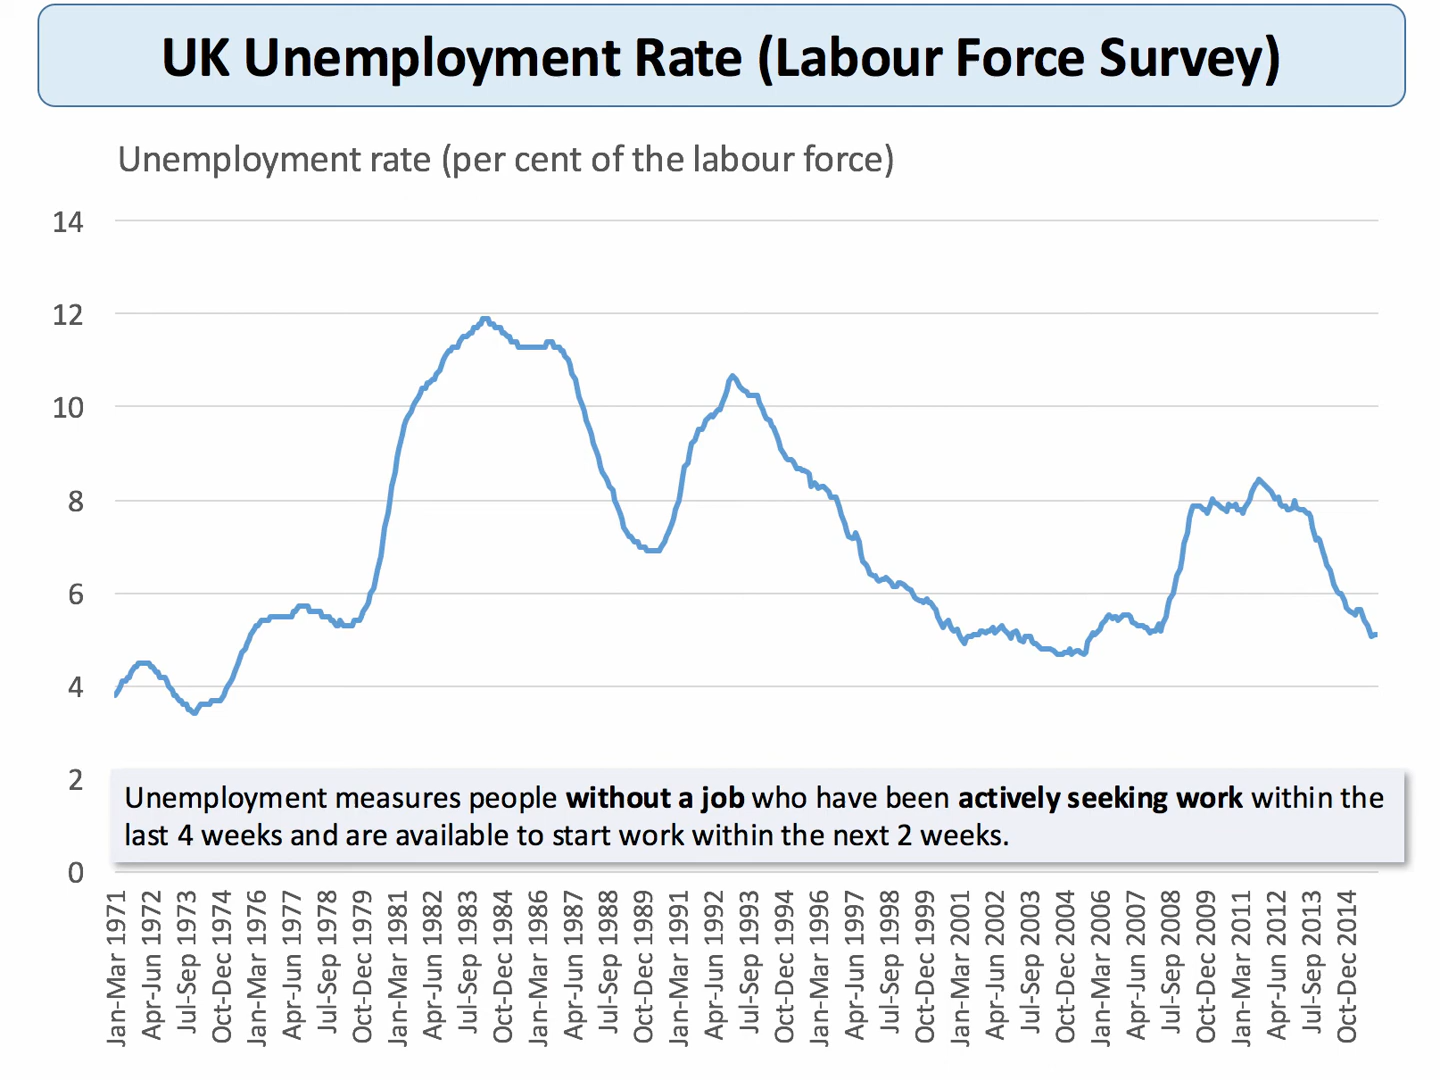 UK Unemployment Rate (Labour Force Survey)
Unemployment rate (per cent of the labour force)
14
12
10
8
6
4
2
0
Unemployment measures people without a job who have been actively seeking work within the
last 4 weeks and are available to start work within the next 2 weeks.
Jan-Mar 1971
Apr-Jun 1972
Jul-Sep 1973
Oct-Dec 1974
Jan-Mar 1976
Apr-Jun 1977
Jul-Sep 1978
Oct-Dec 1979
Jan-Mar 1981
Apr-Jun 1982
Jul-Sep 1983
Oct-Dec 1984
Jan-Mar 1986
Apr-Jun 1987
Jul-Sep 1988
Oct-Dec 1989
Jan-Mar 1991
Apr-Jun 1992
Jul-Sep 1993
Oct-Dec 1994
Jan-Mar 1996
Apr-Jun 1997
Jul-Sep 1998
Oct-Dec 1999
Jan-Mar 2001
Apr-Jun 2002
Jul-Sep 2003
Oct-Dec 2004
Jan-Mar 2006
Apr-Jun 2007
Jul-Sep 2008
Oct-Dec 2009
Jan-Mar 2011
Apr-Jun 2012
Jul-Sep 2013
Oct-Dec 2014